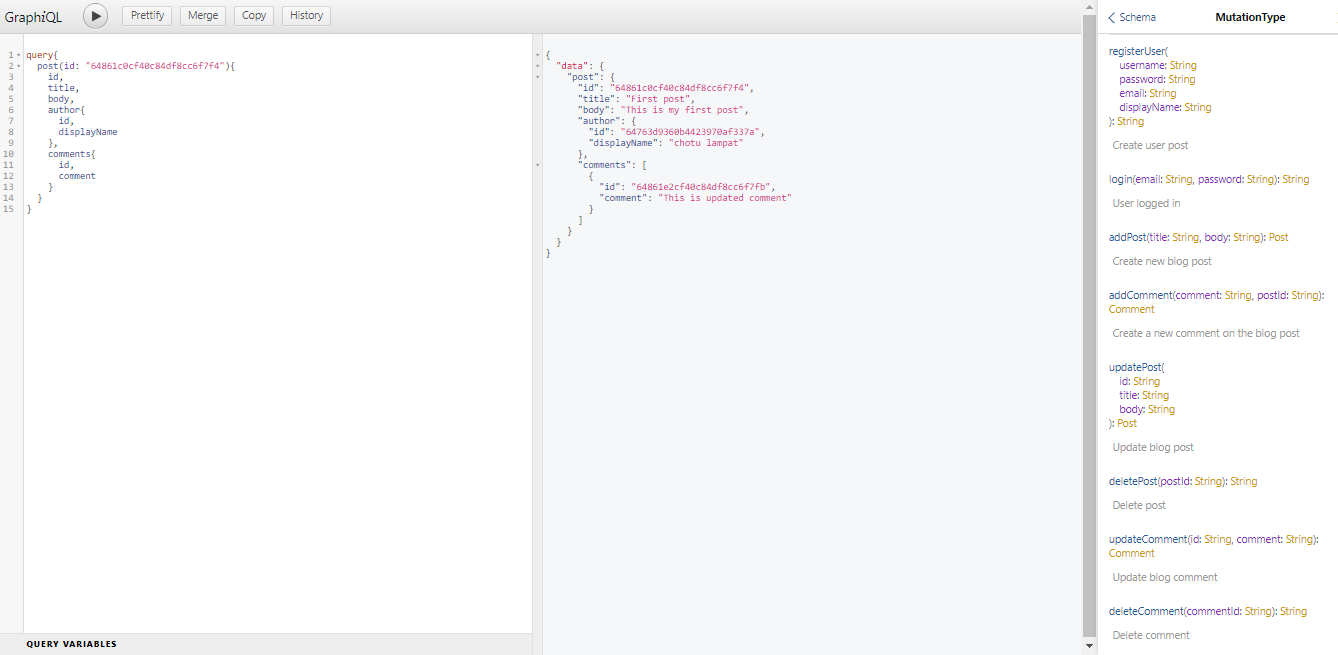 GraphiQL
Prettify
Merge
Copy
History
1 query{
2 post(id: "64861c0cf40c84df8cc6f7f4"){
3 id,
4 title,
5 body,
6 author{
7 id,
8 displayName
9 },
10 comments{
11 id,
12 comment
13 }
14 }
15 }
QUERY VARIABLES
{
"data": {
"post": {
"id": "64861c0cf40c84df8cc6f7f4",
"title": "First post",
"body": "This is my first post",
"author": {
"id": "64763d9360b4423970af337a",
"displayName": "chotu lampat"
},
"comments": [
{
"id": "64861e2cf40c84df8cc6f7fb",
"comment": "This is updated comment"
}
]
}
}
}
Schema
MutationType
registerUser(
username: String
password: String
email: String
displayName: String
): String
Create user post
login(email: String, password: String): String
User logged in
addPost(title: String, body: String): Post
Create new blog post
addComment(comment: String, postId: String):
Comment
Create a new comment on the blog post
updatePost(
id: String
title: String
body: String
): Post
Update blog post
deletePost(postId: String): String
Delete post
updateComment(id: String, comment: String):
Comment
Update blog comment
deleteComment(commentId: String): String
Delete comment